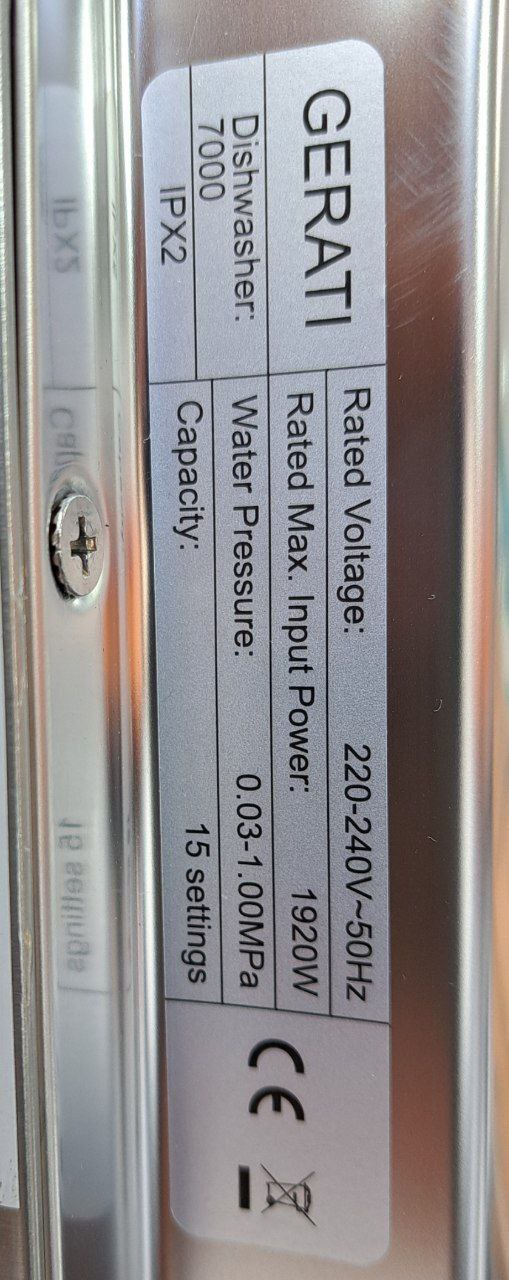 GERATI
Dishwasher:
7000
IPX2
Rated Voltage: 220-240V~50Hz
Rated Max. Input Power: 1920W
Water Pressure: 0.03-1.00MPa
Capacity: 15 settings
CE